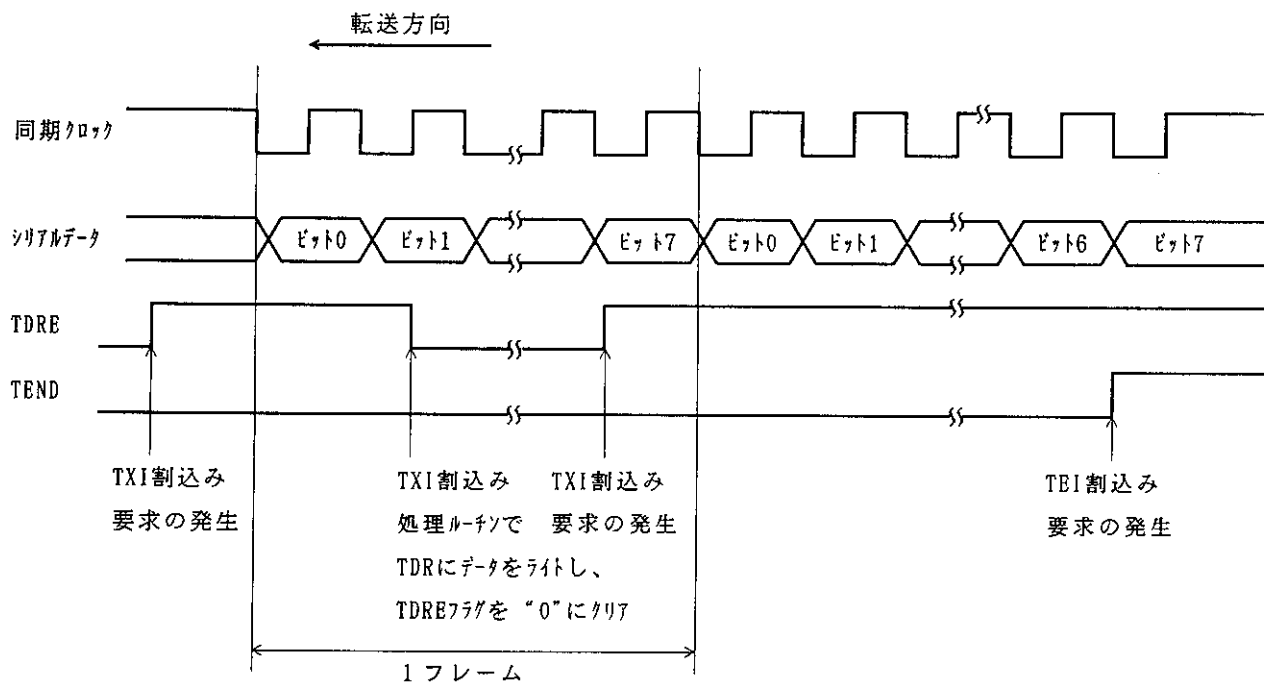 転送方向
同期クロック
シリアルデータ
ビット0 ビット1 ビット7 ビット0 ビット1 ビット6 ビット7
TDRE
TEND
TXI割込み
要求の発生
TXI割込み
処理ルーチンで
TDRにデータをライトし、
TDREフラグを “0”にクリア
TXI割込み
要求の発生
TEI割込み
要求の発生
1フレーム